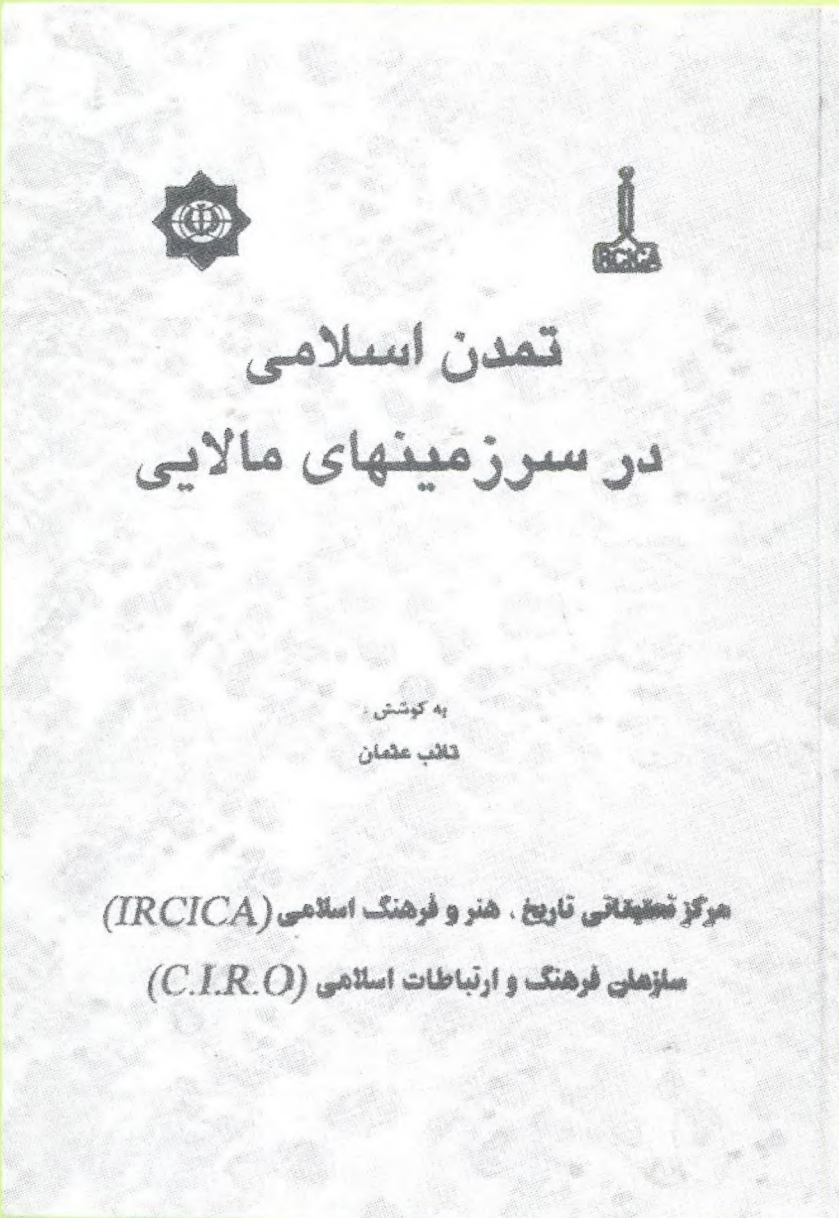 IRCICA
تمدن اسلامی
در سرزمینهای مالایی
به کوشش :
تائب عثمان
مرکز تحقیقاتی تاریخ ، هنر و فرهنگ اسلامی (IRCICA)
سازمان فرهنگ و ارتباطات اسلامی (C.I.R.O)